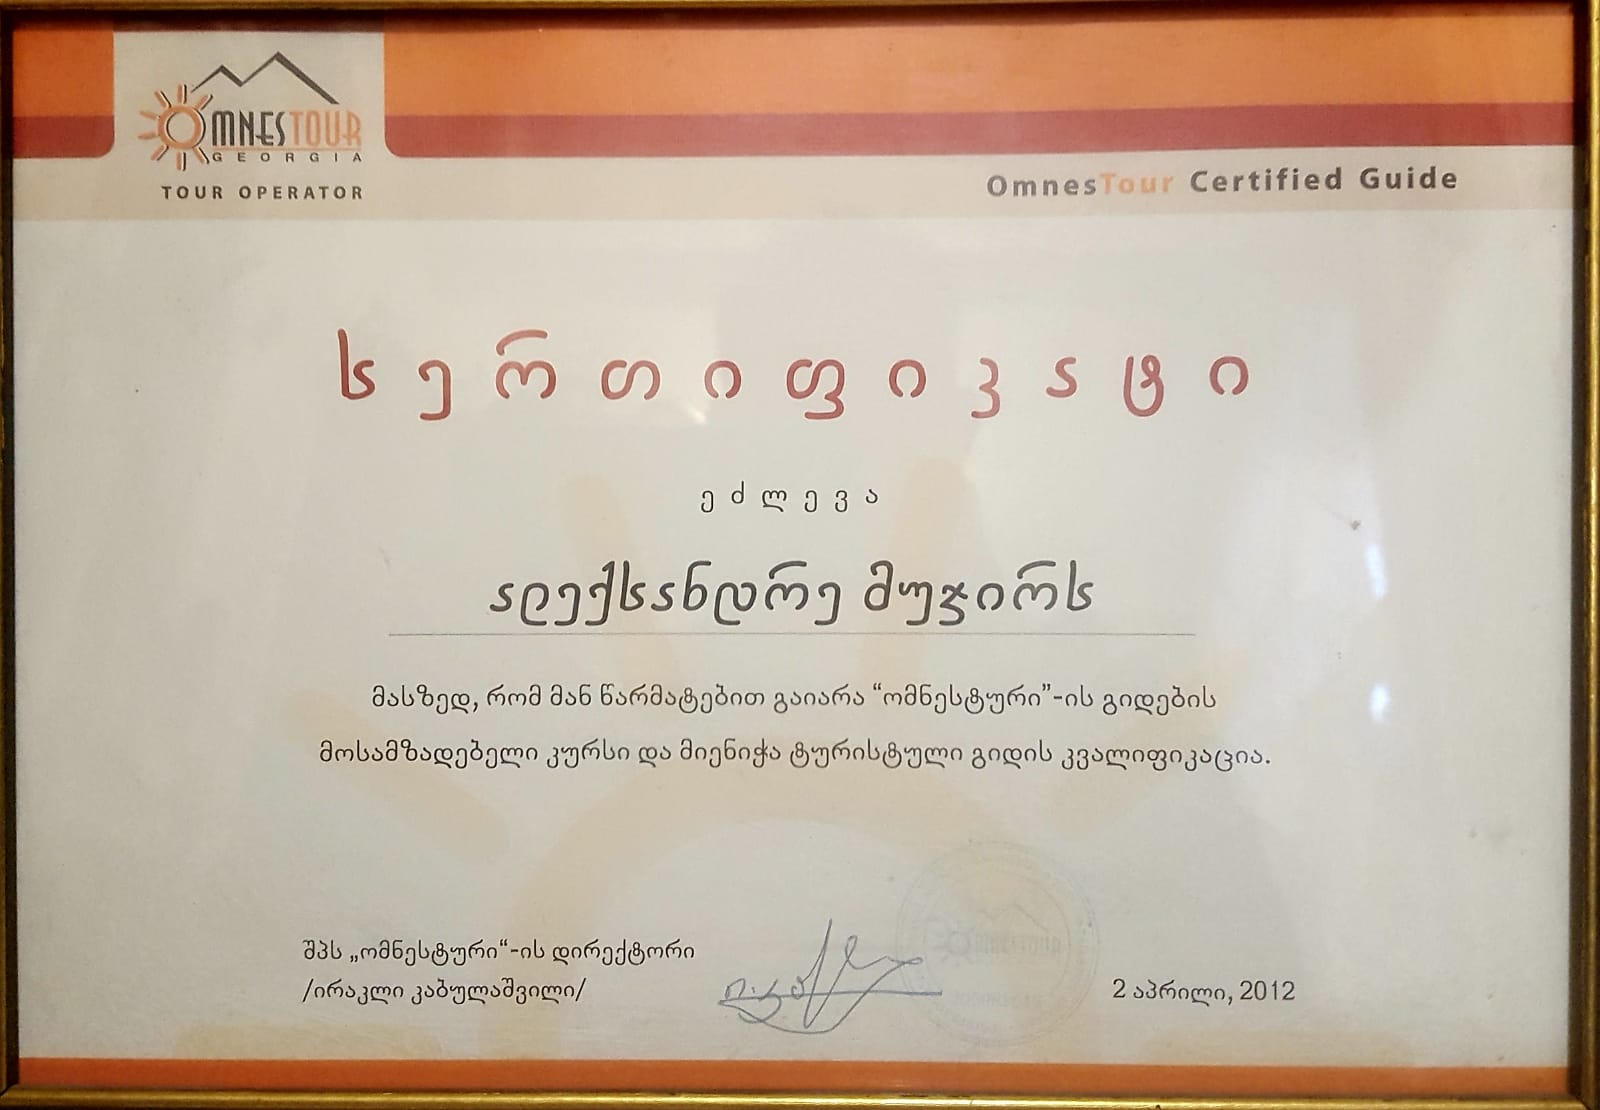 OMNESTOUR
GEORGIA
TOUR OPERATOR
OmnesTour Certified Guide
სერთიფიკატი
ეძლევა
ალექსანდრე მუჯირს
მასზედ, რომ მან წარმატებით გაიარა “ომნესტური”-ის გიდების
მოსამზადებელი კურსი და მიენიჭა ტურისტული გიდის კვალიფიკაცია.
შპს „ომნესტური“-ის დირექტორი
/ირაკლი კაბულაშვილი/
2 აპრილი, 2012